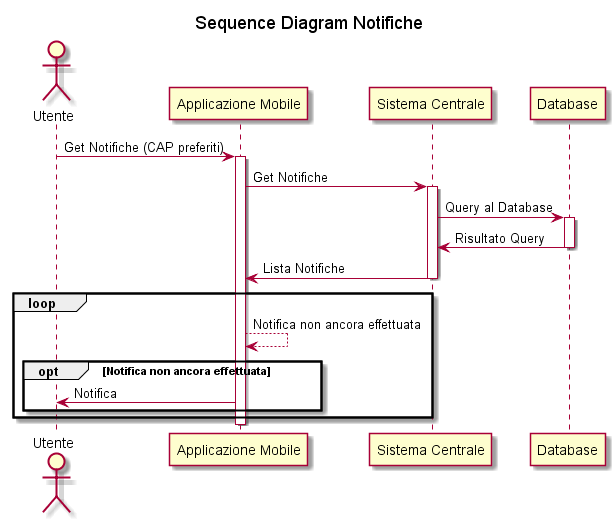 Sequence Diagram Notifiche
Utente
Applicazione Mobile
Sistema Centrale
Database
Get Notifiche (CAP preferiti)
Get Notifiche
Query al Database
Risultato Query
Lista Notifiche
loop
Notifica non ancora effettuata
opt [Notifica non ancora effettuata]
Notifica
Utente
Applicazione Mobile
Sistema Centrale
Database